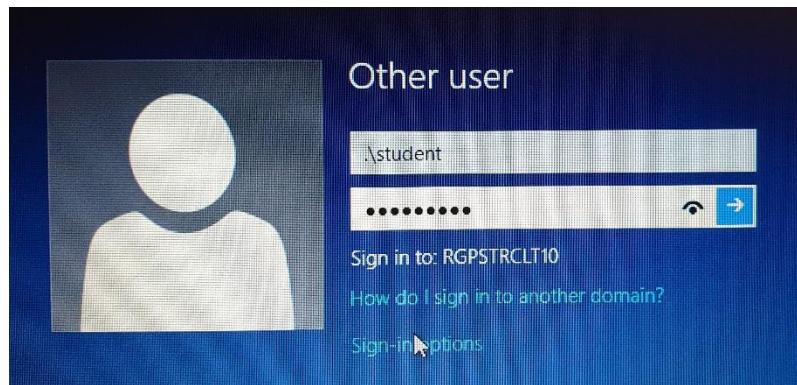 Other user
.\student
●●●●●●●●●
Sign in to: RGPSTRCLT10
How do I sign in to another domain?
Sign-in options